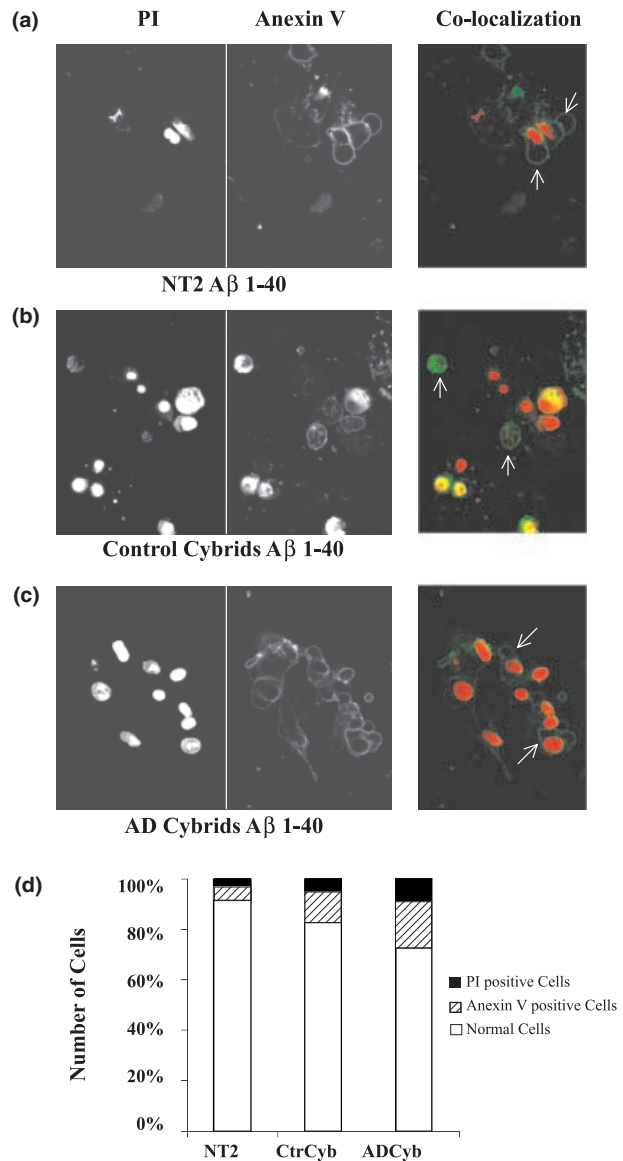 (a) PI Anexin V Co-localization
NT2 Aβ 1-40
(b)
Control Cybrids Aβ 1-40
(c)
AD Cybrids Aβ 1-40
(d)
Number of Cells
100%
80%
60%
40%
20%
0%
NT2 CtrCyb ADCyb
PI positive Cells
Anexin V positive Cells
Normal Cells